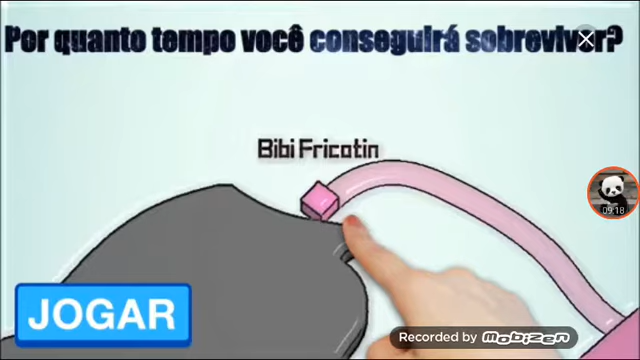 Por quanto tempo você conseguirá sobreviver?
Bibi Fricotin
09:18
JOGAR
Recorded by MOBIZEN